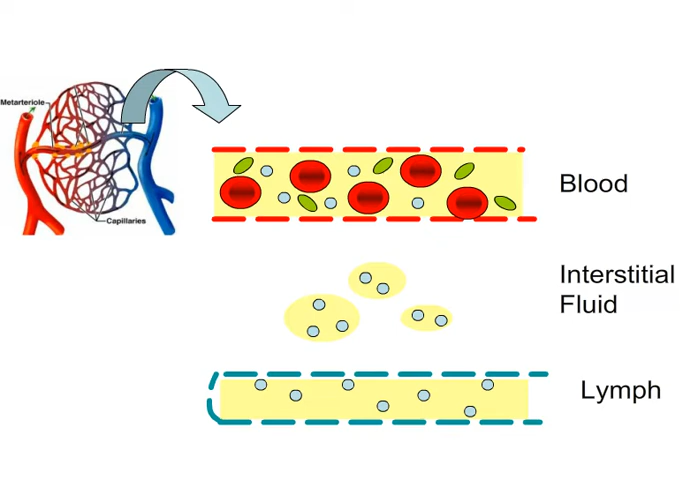 Metarteriole
Capillaries
Blood
Interstitial
Fluid
Lymph